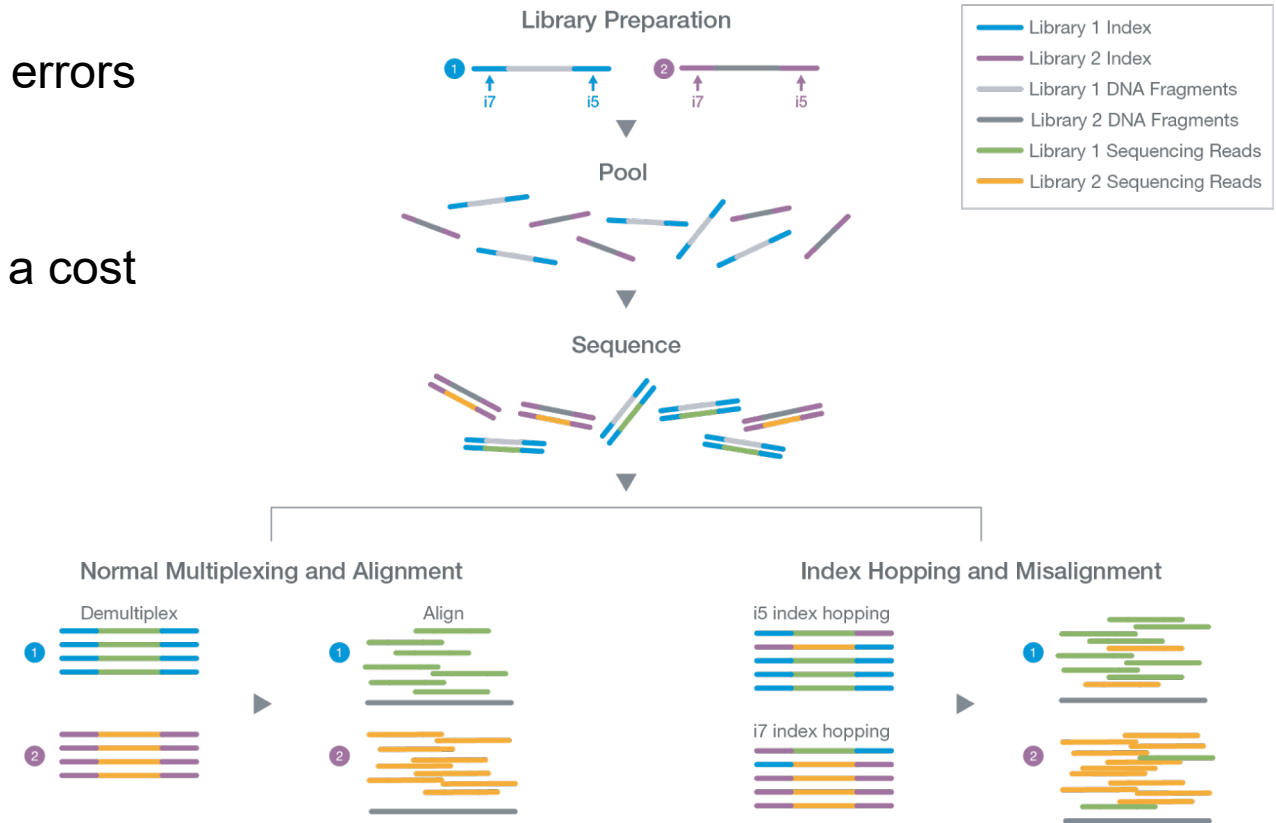 errors
a cost
Library Preparation
1
i7
i5
2
i7
i5
Pool
Sequence
Library 1 Index
Library 2 Index
Library 1 DNA Fragments
Library 2 DNA Fragments
Library 1 Sequencing Reads
Library 2 Sequencing Reads
Normal Multiplexing and Alignment
Demultiplex
Align
1
1
2
2
Index Hopping and Misalignment
i5 index hopping
1
i7 index hopping
2